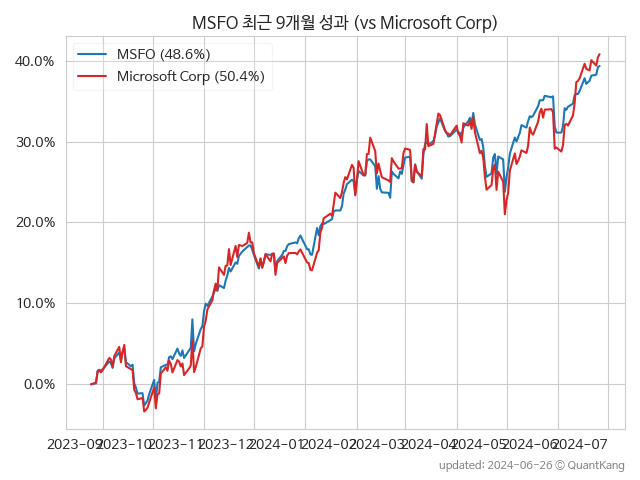 MSFO 최근 9개월 성과 (vs Microsoft Corp)
MSFO (48.6%)
Microsoft Corp (50.4%)
40.0%
30.0%
20.0%
10.0%
0.0%
2023-09 2023-10 2023-11 2023-12 2024-01 2024-02 2024-03 2024-04 2024-05 2024-06 2024-07
updated: 2024-06-26 © QuantKang